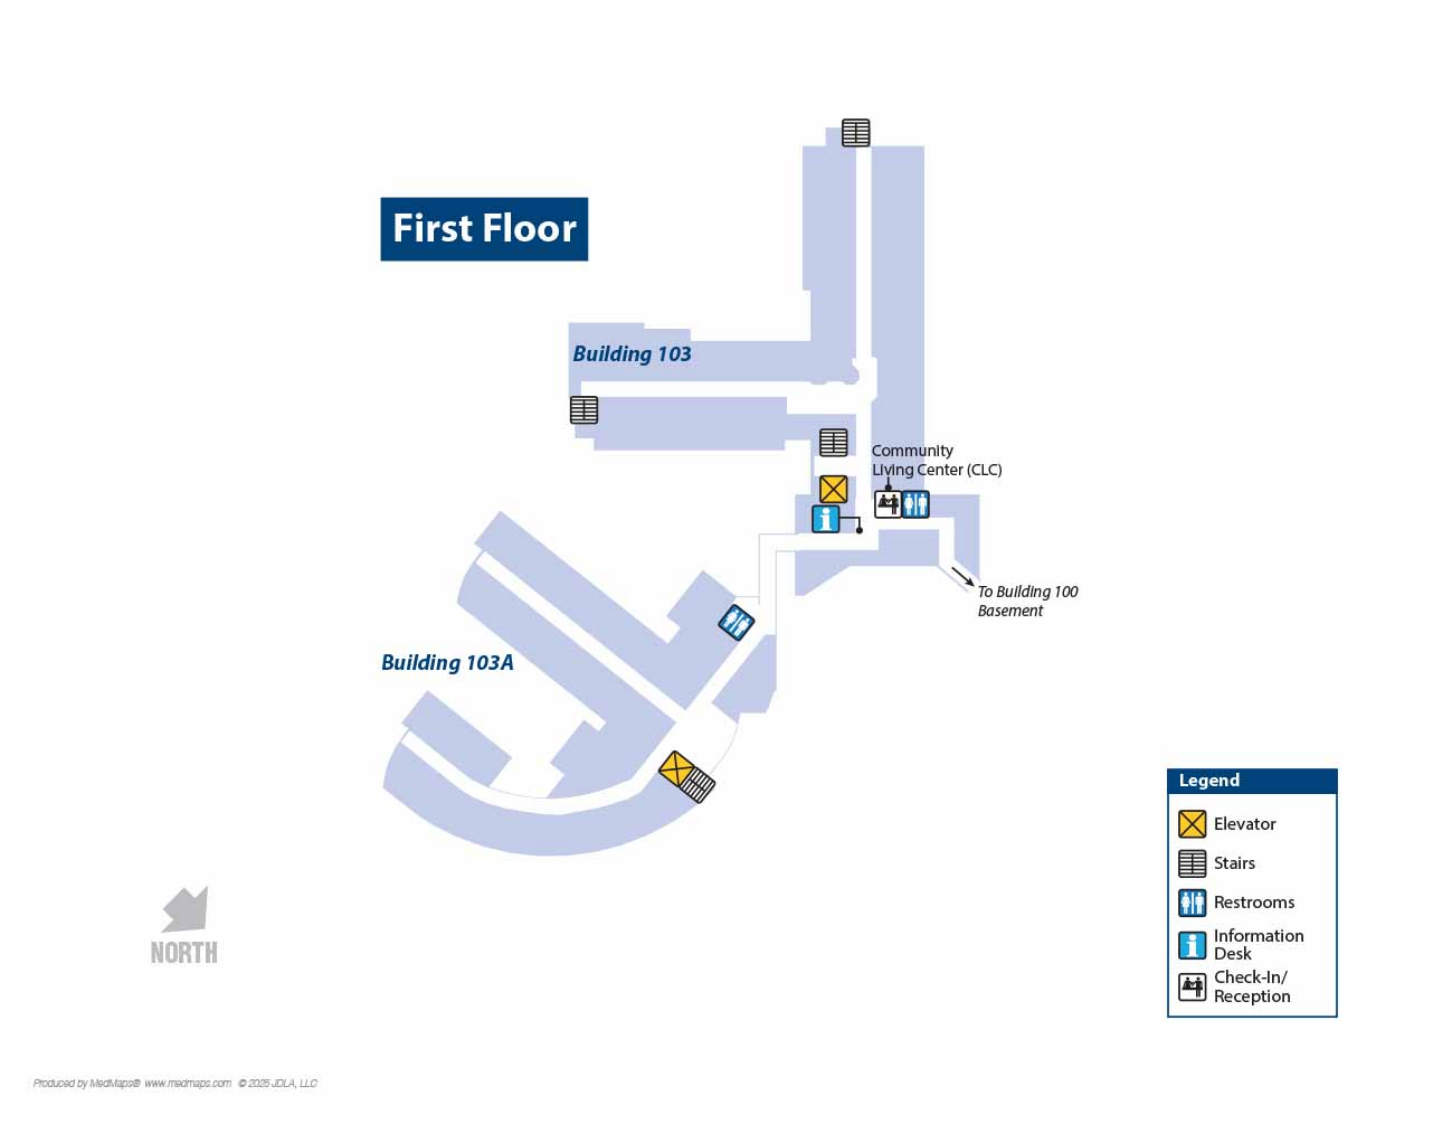 First Floor
Building 103
Community
Living Center (CLC)
To Building 100
Basement
Building 103A
Legend
Elevator
Stairs
Restrooms
Information
Desk
Check-In/
Reception
NORTH
Produced by MedMaps® www.medmaps.com © 2025 JDLA, LLC